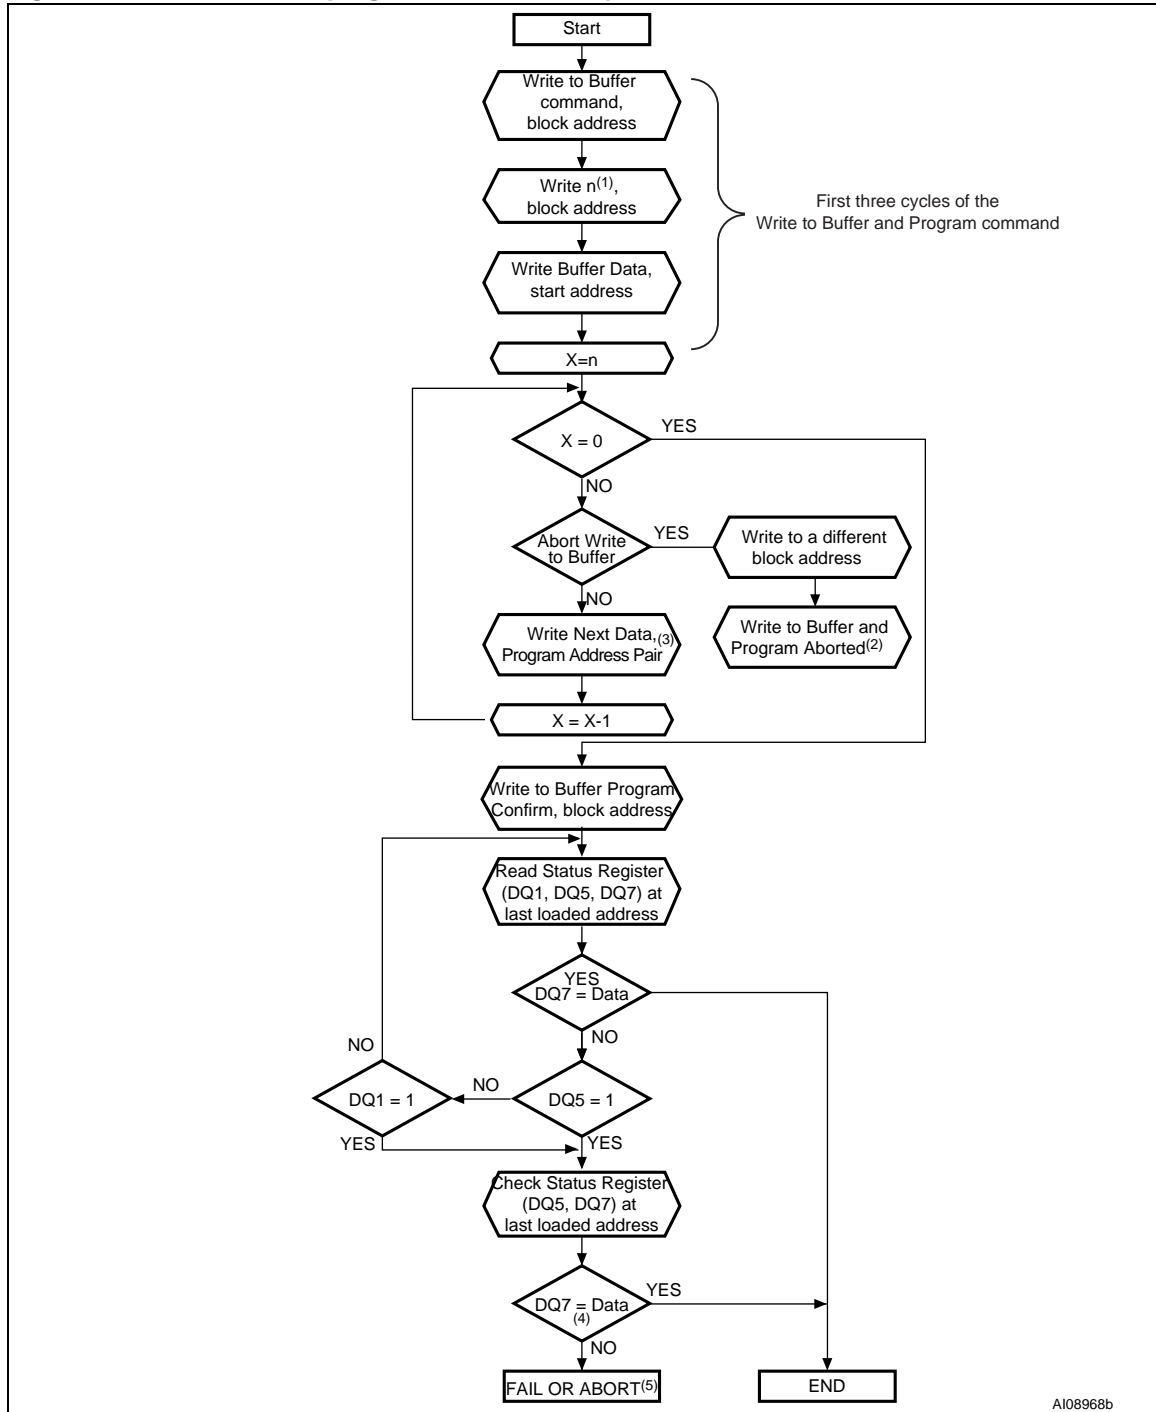 Start
Write to Buffer
command,
block address
Write n(1),
block address
First three cycles of the
Write to Buffer and Program command
Write Buffer Data,
start address
X=n
X = 0
YES
NO
Abort Write
to Buffer
YES
Write to a different
block address
NO
Write Next Data,(3)
Program Address Pair
Write to Buffer and
Program Aborted(2)
X = X-1
Write to Buffer Program
Confirm, block address
Read Status Register
(DQ1, DQ5, DQ7) at
last loaded address
YES
DQ7 = Data
NO
NO
DQ1 = 1
NO
DQ5 = 1
YES
YES
Check Status Register
(DQ5, DQ7) at
last loaded address
YES
DQ7 = Data
(4)
NO
FAIL OR ABORT(5)
END
AI08968b